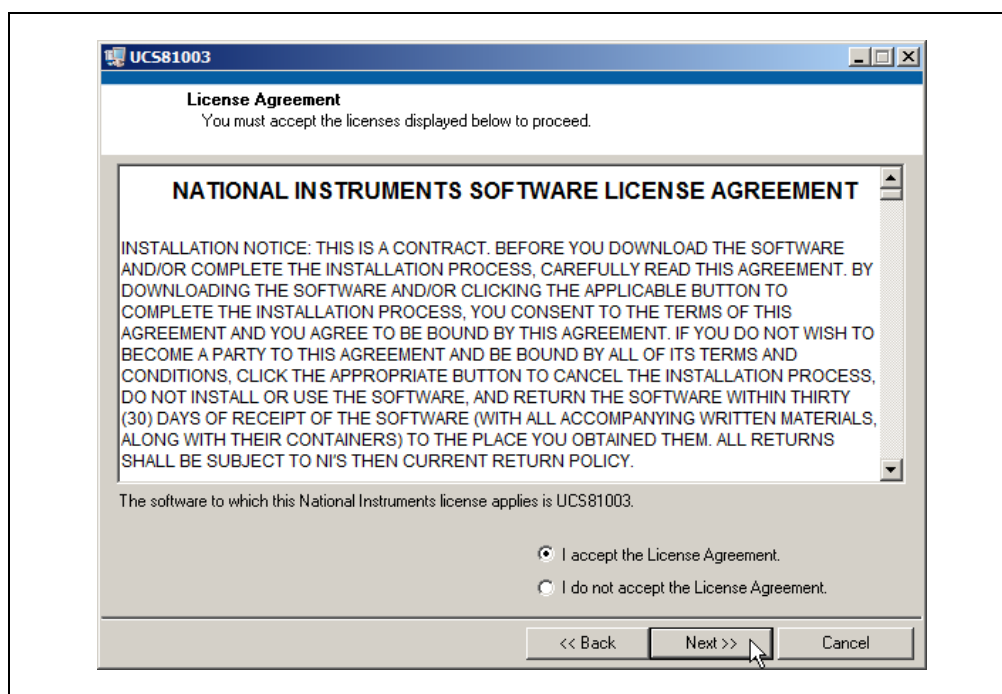 UCS81003
License Agreement
You must accept the licenses displayed below to proceed.
NATIONAL INSTRUMENTS SOFTWARE LICENSE AGREEMENT
INSTALLATION NOTICE: THIS IS A CONTRACT. BEFORE YOU DOWNLOAD THE SOFTWARE
AND/OR COMPLETE THE INSTALLATION PROCESS, CAREFULLY READ THIS AGREEMENT. BY
DOWNLOADING THE SOFTWARE AND/OR CLICKING THE APPLICABLE BUTTON TO
COMPLETE THE INSTALLATION PROCESS, YOU CONSENT TO THE TERMS OF THIS
AGREEMENT AND YOU AGREE TO BE BOUND BY THIS AGREEMENT. IF YOU DO NOT WISH TO
BECOME A PARTY TO THIS AGREEMENT AND BE BOUND BY ALL OF ITS TERMS AND
CONDITIONS, CLICK THE APPROPRIATE BUTTON TO CANCEL THE INSTALLATION PROCESS,
DO NOT INSTALL OR USE THE SOFTWARE, AND RETURN THE SOFTWARE WITHIN THIRTY
(30) DAYS OF RECEIPT OF THE SOFTWARE (WITH ALL ACCOMPANYING WRITTEN MATERIALS,
ALONG WITH THEIR CONTAINERS) TO THE PLACE YOU OBTAINED THEM. ALL RETURNS
SHALL BE SUBJECT TO NI'S THEN CURRENT RETURN POLICY.
The software to which this National Instruments license applies is UCS81003.
I accept the License Agreement.
I do not accept the License Agreement.
<< Back Next >> Cancel